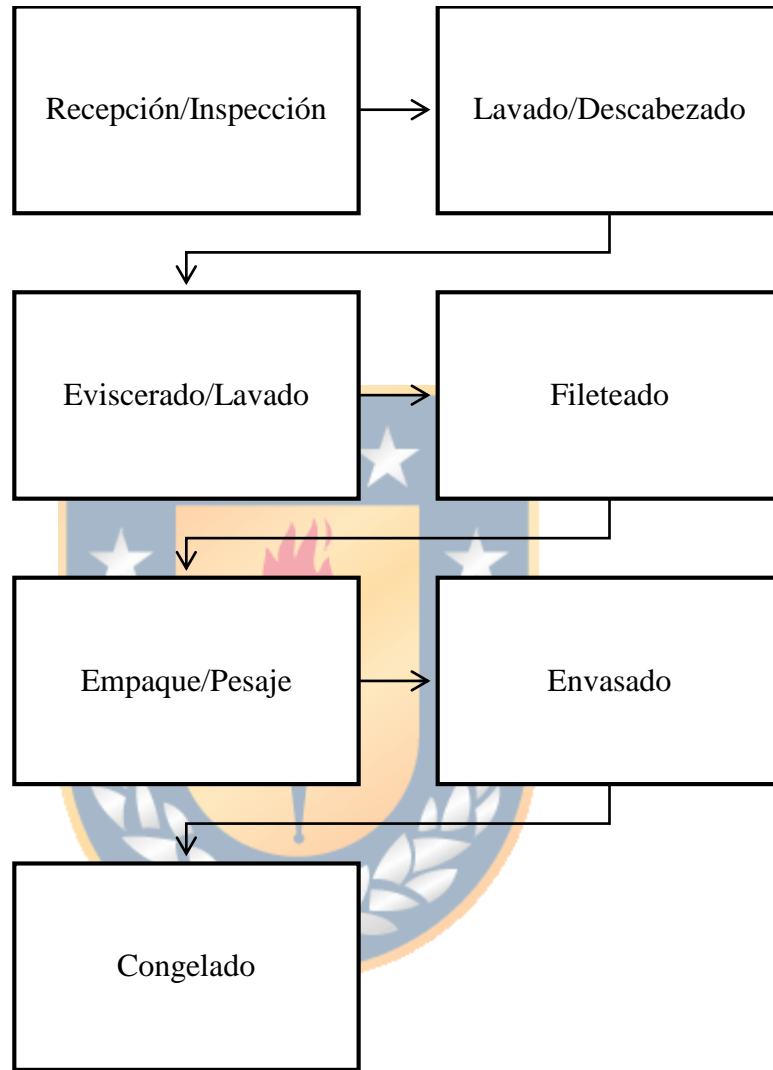 Recepción/Inspección
Lavado/Descabezado
Eviscerado/Lavado
Fileteado
Empaque/Pesaje
Envasado
Congelado